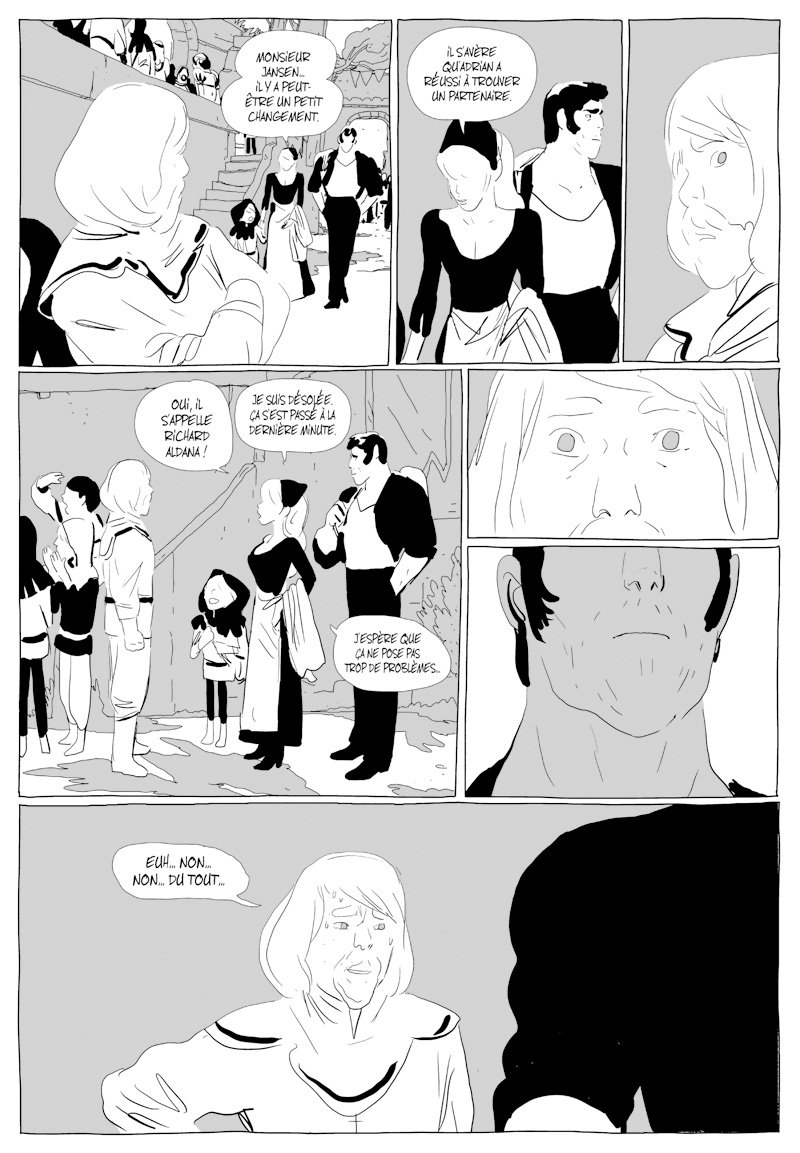 MONSIEUR
JANSEN...
IL Y A PEUT-
ÊTRE UN PETIT
CHANGEMENT.
IL S'AVÈRE
QU'ADRIAN A
RÉUSSI À TROUVER
UN PARTENAIRE.
OUI, IL
S'APPELLE
RICHARD
ALDANA !
JE SUIS DÉSOLÉE.
ÇA S'EST PASSÉ À LA
DERNIÈRE MINUTE.
J'ESPÈRE QUE
ÇA NE POSE PAS
TROP DE PROBLÈMES...
EUH... NON...
NON... DU TOUT...